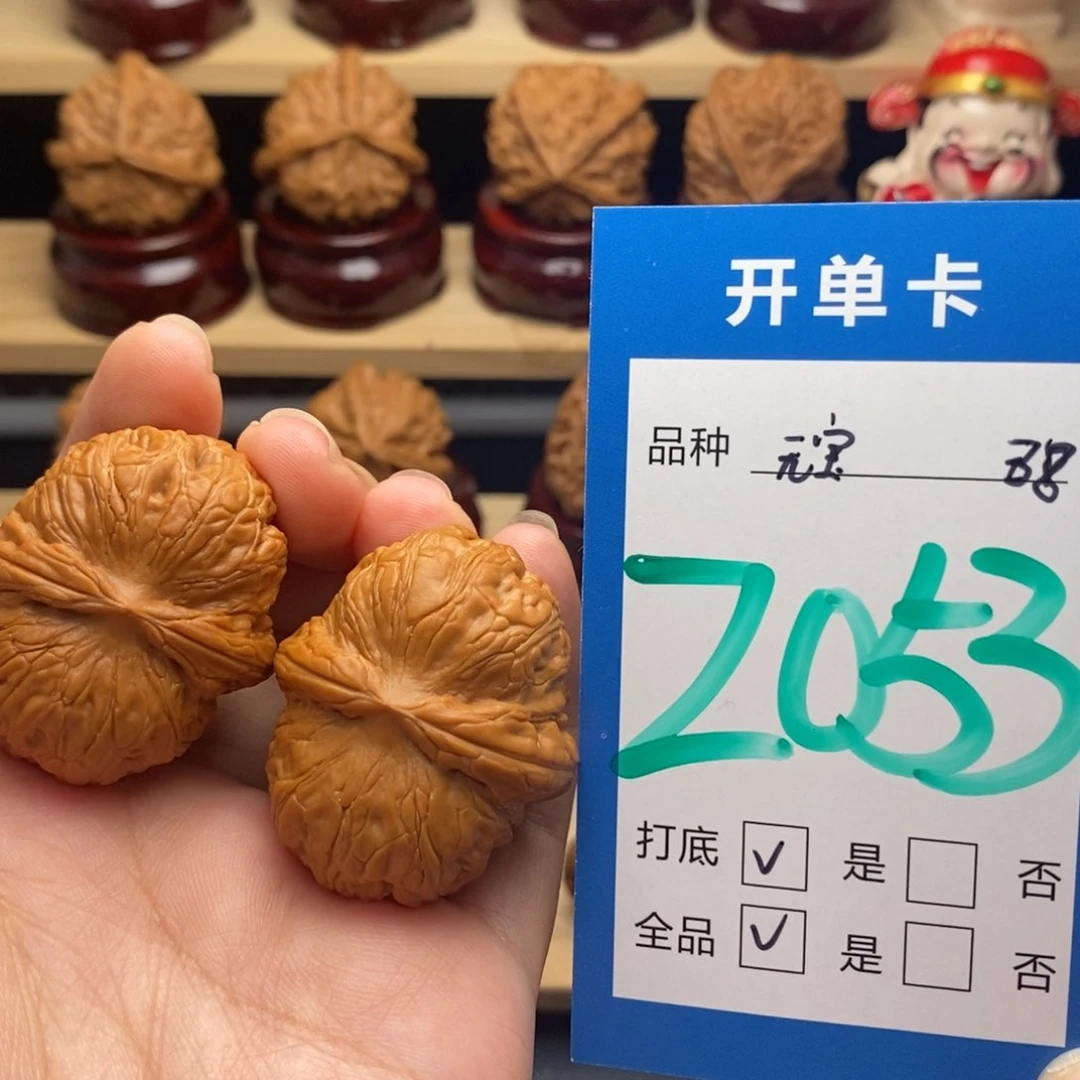 开单卡
品种 元宝 38
2053
打底 ✓ 是 否
全品 ✓ 是 否